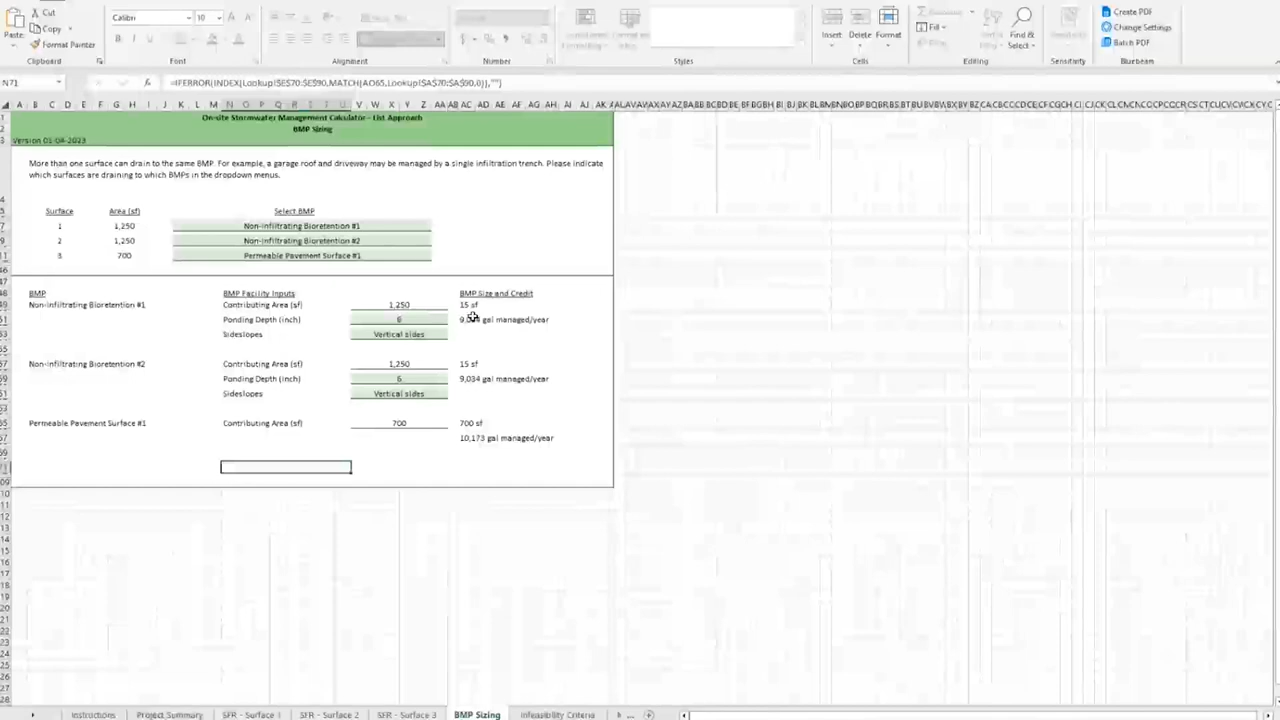 Cut
Copy
Format Painter
Paste
Clipboard
Calibri 10
Font
Alignment
Number
Styles
Insert Delete Format
Cells
Fill
Find & Select
Editing
Sensitivity
Create PDF
Change Settings
Batch PDF
Bluebeam
N71 =IFERROR(INDEX(Lookup!$E$70:$E$90,MATCH(AO65,Lookup!$A$70:$A$90,0)),"")
On-site Stormwater Management Calculator - List Approach
BMP Sizing
Version 01-04-2023
More than one surface can drain to the same BMP. For example, a garage roof and driveway may be managed by a single infiltration trench. Please indicate
which surfaces are draining to which BMPs in the dropdown menus.
Surface Area (sf) Select BMP
1 1,250 Non-infiltrating Bioretention #1
2 1,250 Non-infiltrating Bioretention #2
3 700 Permeable Pavement Surface #1
BMP BMP Facility Inputs BMP Size and Credit
Non-infiltrating Bioretention #1 Contributing Area (sf) 1,250 15 sf
Ponding Depth (inch) 6 gal managed/year
Sideslopes Vertical sides
Non-infiltrating Bioretention #2 Contributing Area (sf) 1,250 15 sf
Ponding Depth (inch) 6 9,034 gal managed/year
Sideslopes Vertical sides
Permeable Pavement Surface #1 Contributing Area (sf) 700 700 sf
10,173 gal managed/year
Instructions Project_Summary SFR - Surface 1 SFR - Surface 2 SFR - Surface 3 BMP Sizing Infeasibility Criteria